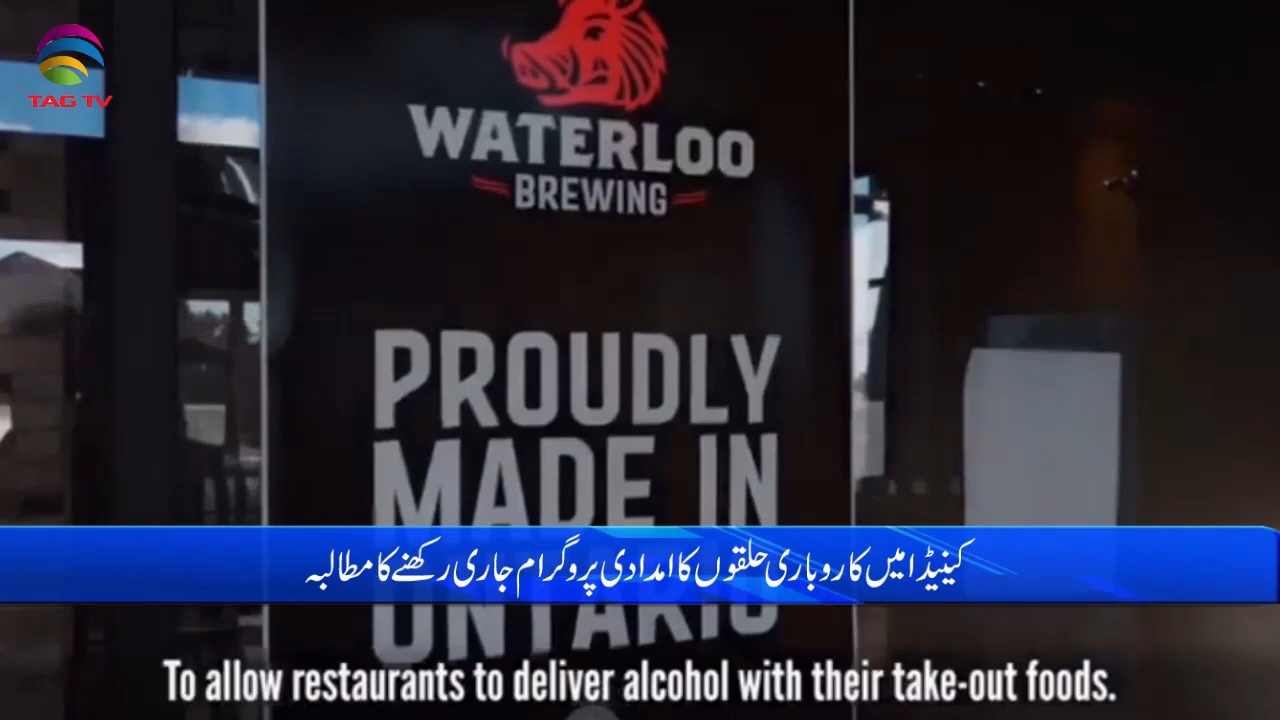 TAG TV
WATERLOO
BREWING
PROUDLY
MADE IN
ONTARIO
کینیڈا میں کاروباری حلقوں کا امدادی پروگرام جاری رکھنے کا مطالبہ
To allow restaurants to deliver alcohol with their take-out foods.